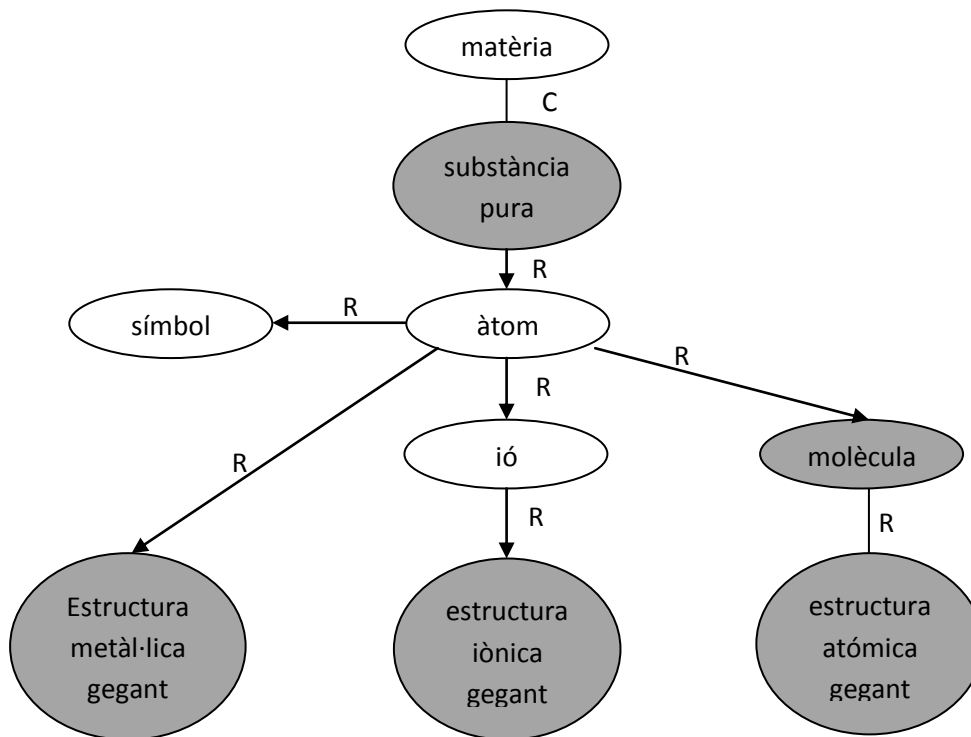 matèria
C
substància
pura
R
símbol
R
àtom
R
R
R
ió
molècula
R
R
Estructura
metàl·lica
gegant
estructura
iònica
gegant
estructura
atómica
gegant